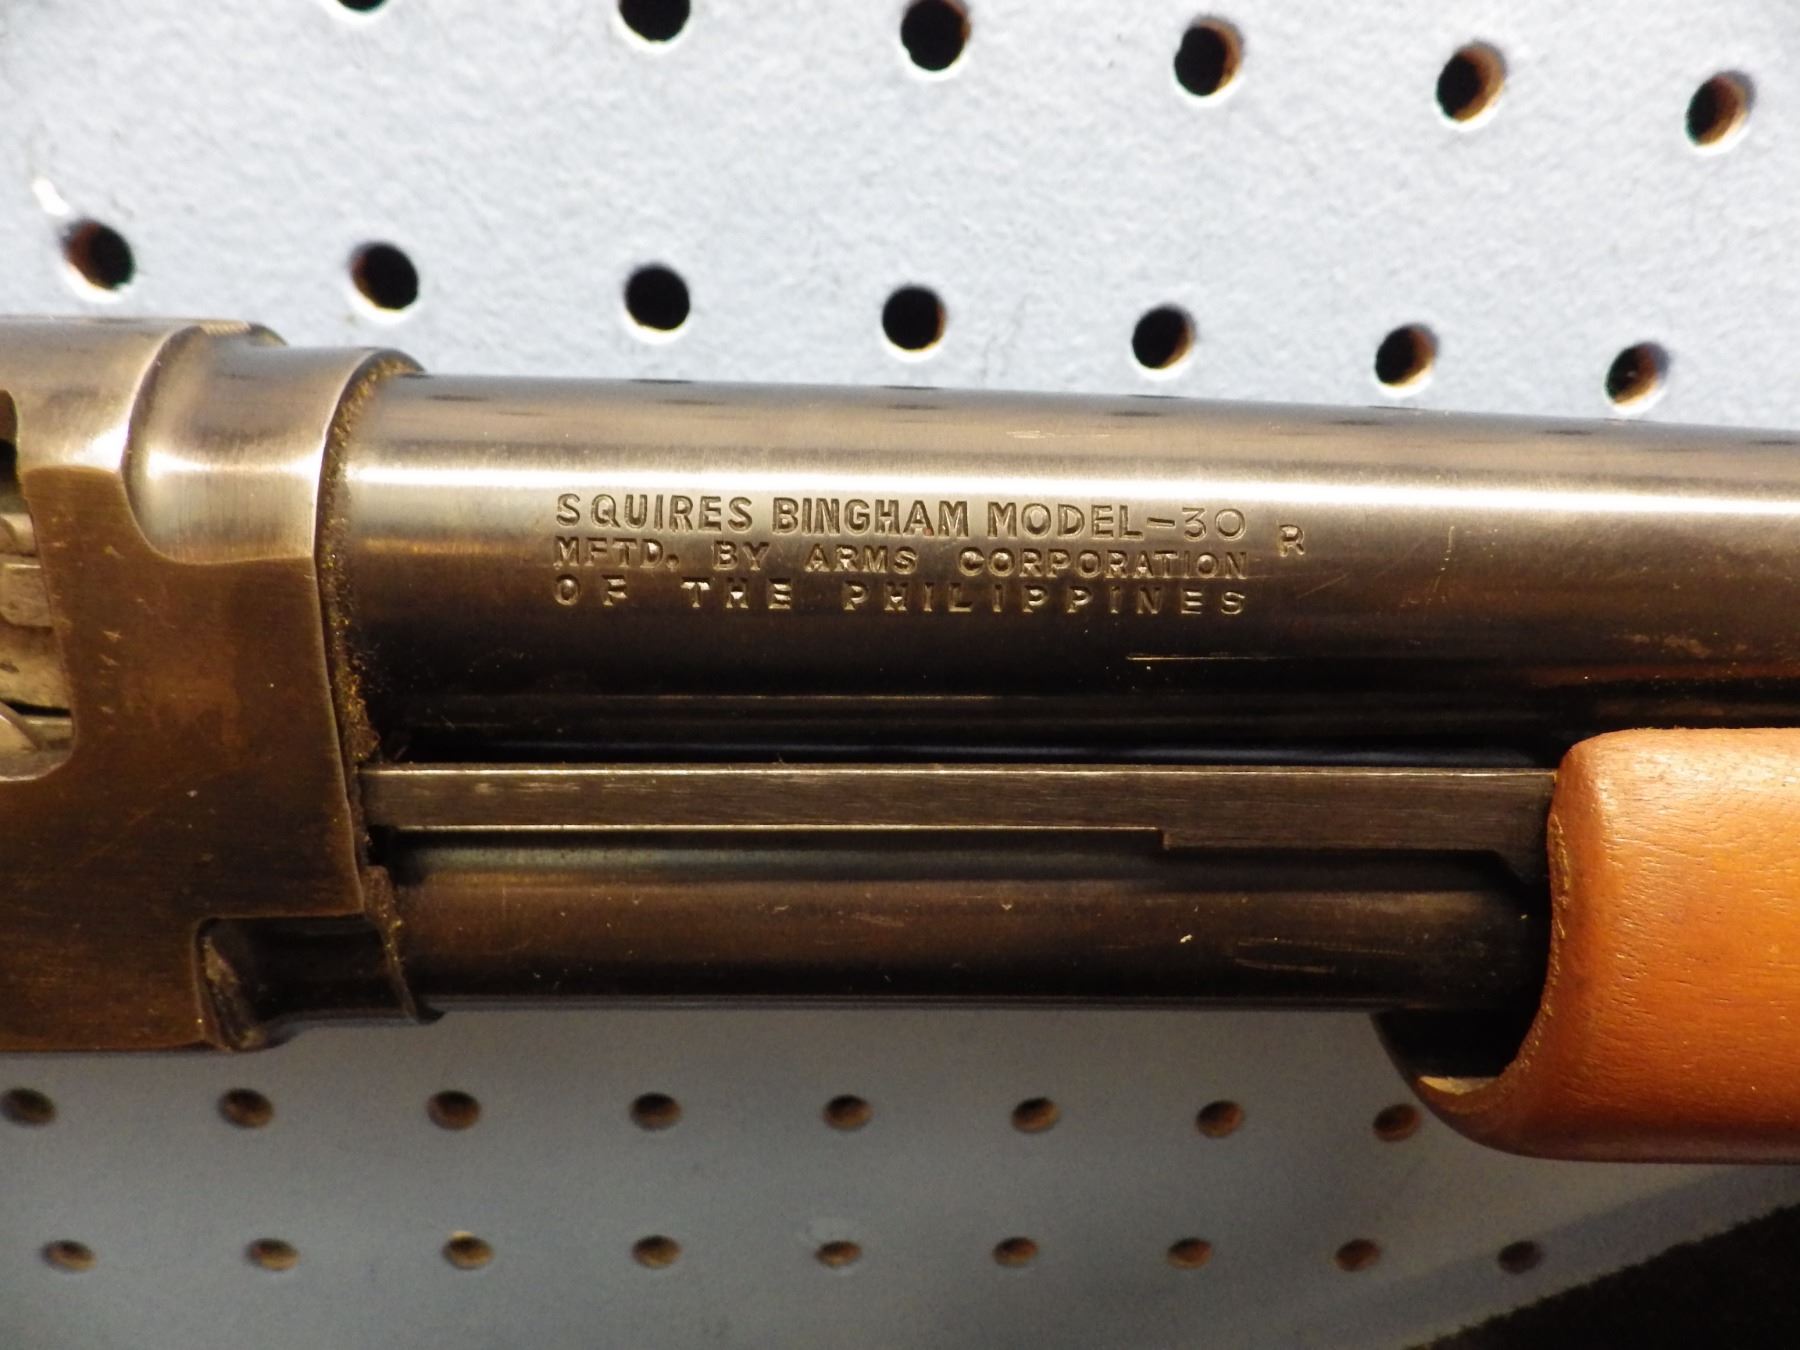 SQUIRES BINGHAM MODEL-30 R
MFTD. BY ARMS CORPORATION
OF THE PHILIPPINES